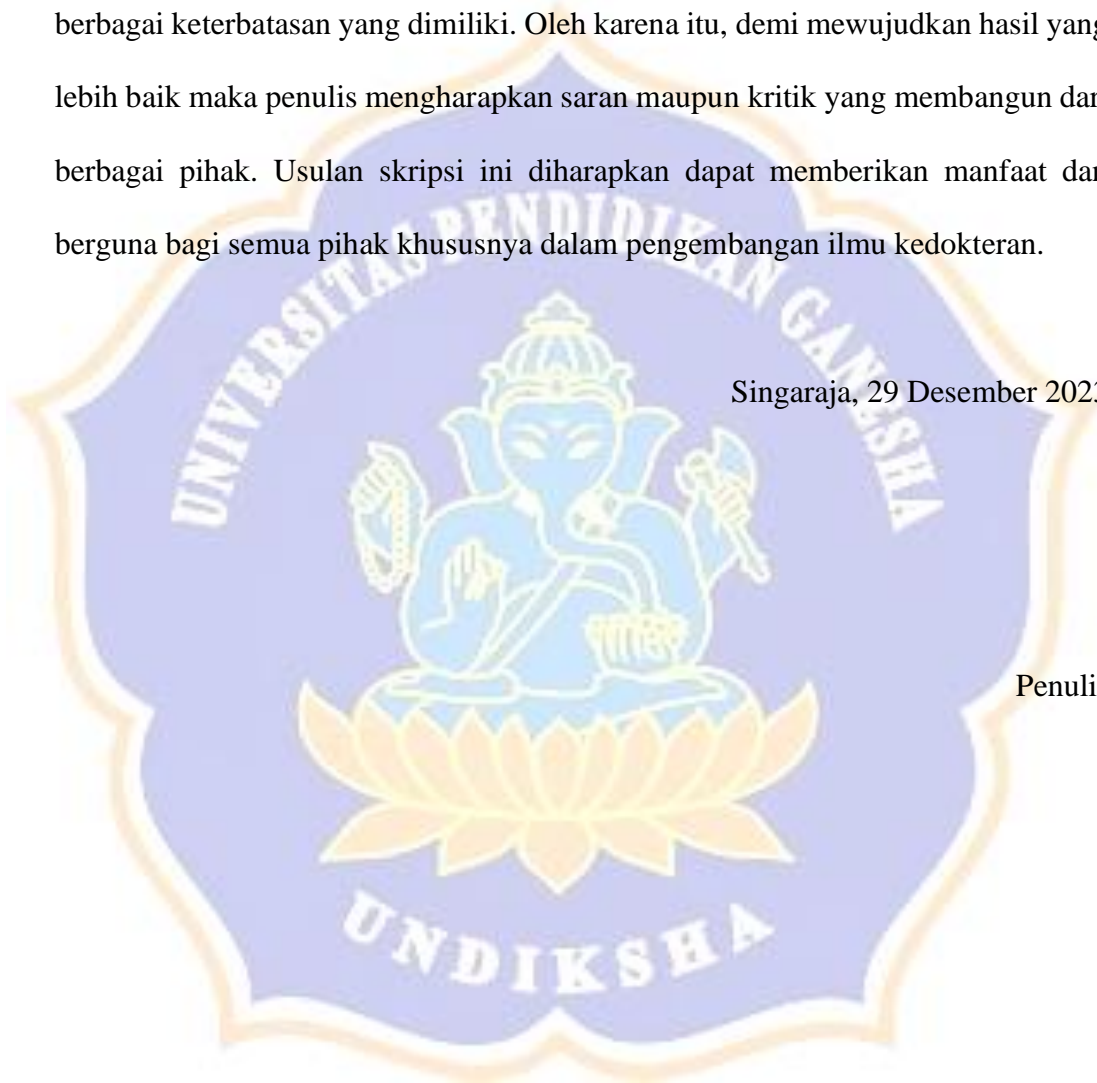 berbagai keterbatasan yang dimiliki. Oleh karena itu, demi mewujudkan hasil yang
lebih baik maka penulis mengharapkan saran maupun kritik yang membangun dar
berbagai pihak. Usulan skripsi ini diharapkan dapat memberikan manfaat dan
berguna bagi semua pihak khususnya dalam pengembangan ilmu kedokteran.
UNIVERSITAS PENDIDIKAN GANESHA
Singaraja, 29 Desember 2023
Penuli
UNDIKSHA